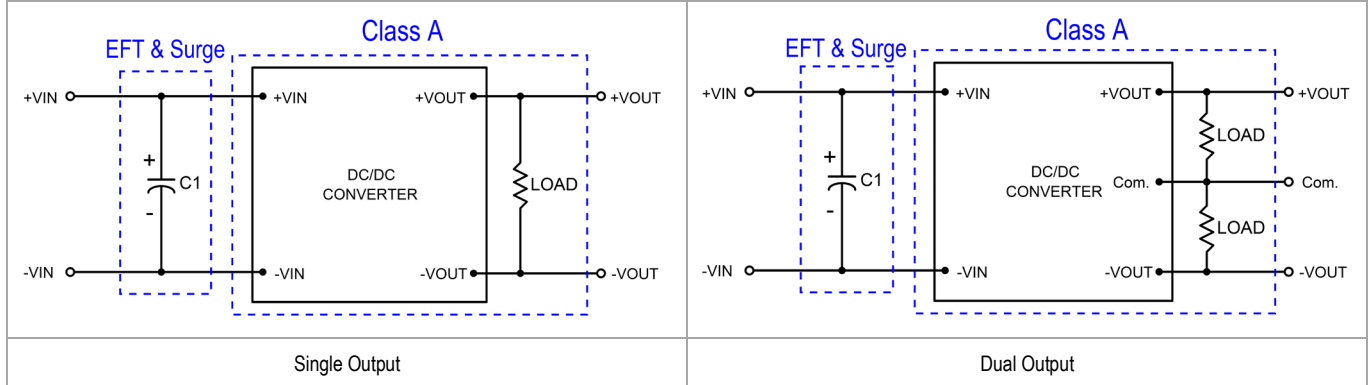 Class A
EFT & Surge
+VIN
+VIN
+VOUT
+VOUT
+
C1
-
DC/DC
CONVERTER
LOAD
-VIN
-VIN
-VOUT
-VOUT
Single Output
Class A
EFT & Surge
+VIN
+VIN
+VOUT
+VOUT
LOAD
+
C1
-
DC/DC
CONVERTER
Com.
Com.
LOAD
-VIN
-VIN
-VOUT
-VOUT
Dual Output